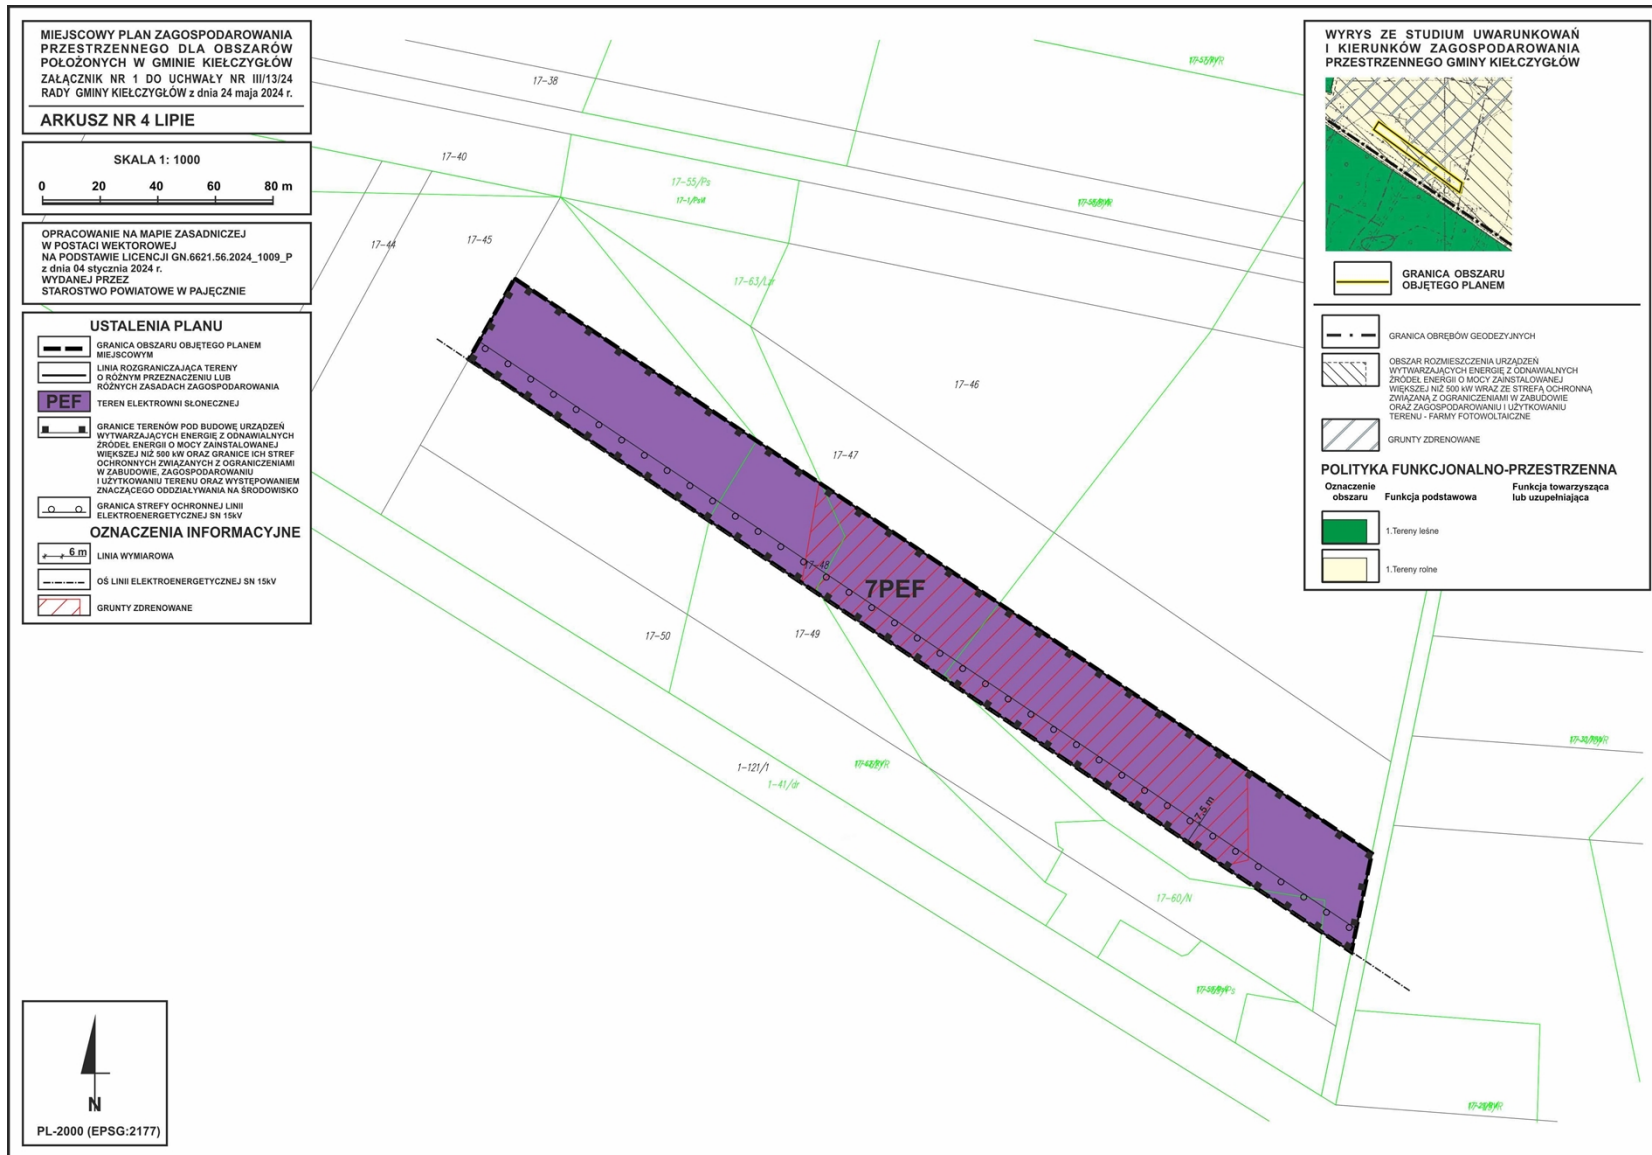 MIEJSCOWY PLAN ZAGOSPODAROWANIA
PRZESTRZENNEGO DLA OBSZARÓW
POŁOŻONYCH W GMINIE KIEŁCZYGŁÓW
ZAŁĄCZNIK NR 1 DO UCHWAŁY NR III/13/24
RADY GMINY KIEŁCZYGŁÓW z dnia 24 maja 2024 r.
ARKUSZ NR 4 LIPIE
SKALA 1: 1000
0 20 40 60 80 m
OPRACOWANIE NA MAPIE ZASADNICZEJ
W POSTACI WEKTOROWEJ
NA PODSTAWIE LICENCJI GN.6621.56.2024_1009_P
z dnia 04 stycznia 2024 r.
WYDANEJ PRZEZ
STAROSTWO POWIATOWE W PAJĘCZNIE
USTALENIA PLANU
GRANICA OBSZARU OBJĘTEGO PLANEM
MIEJSCOWYM
LINIA ROZGRANICZAJĄCA TERENY
O RÓŻNYM PRZEZNACZENIU LUB
RÓŻNYCH ZASADACH ZAGOSPODAROWANIA
PEF TEREN ELEKTROWNI SŁONECZNEJ
GRANICE TERENÓW POD BUDOWĘ URZĄDZEŃ
WYTWARZAJĄCYCH ENERGIĘ Z ODNAWIALNYCH
ŹRÓDEŁ ENERGII O MOCY ZAINSTALOWANEJ
WIĘKSZEJ NIŻ 500 kW ORAZ GRANICE ICH STREF
OCHRONNYCH ZWIĄZANYCH Z OGRANICZENIAMI
W ZABUDOWIE, ZAGOSPODAROWANIU
I UŻYTKOWANIU TERENU ORAZ WYSTĘPOWANIEM
ZNACZĄCEGO ODDZIAŁYWANIA NA ŚRODOWISKO
GRANICA STREFY OCHRONNEJ LINII
ELEKTROENERGETYCZNEJ SN 15kV
OZNACZENIA INFORMACYJNE
6 m LINIA WYMIAROWA
OŚ LINII ELEKTROENERGETYCZNEJ SN 15kV
GRUNTY ZDRENOWANE
N
PL-2000 (EPSG:2177)
17-38
17-40
17-55/Ps
17-44
17-45
17-63/Lzr
17-46
17-47
17-48
7PEF
17-50
17-49
1-121/1
1-41/dr
7,5 m
17-60/N
WYRYS ZE STUDIUM UWARUNKOWAŃ
I KIERUNKÓW ZAGOSPODAROWANIA
PRZESTRZENNEGO GMINY KIEŁCZYGŁÓW
GRANICA OBSZARU
OBJĘTEGO PLANEM
GRANICA OBRĘBÓW GEODEZYJNYCH
OBSZAR ROZMIESZCZENIA URZĄDZEŃ
WYTWARZAJĄCYCH ENERGIĘ Z ODNAWIALNYCH
ŹRÓDEŁ ENERGII O MOCY ZAINSTALOWANEJ
WIĘKSZEJ NIŻ 500 kW WRAZ ZE STREFĄ OCHRONNĄ
ZWIĄZANĄ Z OGRANICZENIAMI W ZABUDOWIE
ORAZ ZAGOSPODAROWANIU I UŻYTKOWANIU
TERENU - FARMY FOTOWOLTAICZNE
GRUNTY ZDRENOWANE
POLITYKA FUNKCJONALNO-PRZESTRZENNA
Oznaczenie obszaru Funkcja podstawowa Funkcja towarzysząca lub uzupełniająca
1.Tereny leśne
1.Tereny rolne